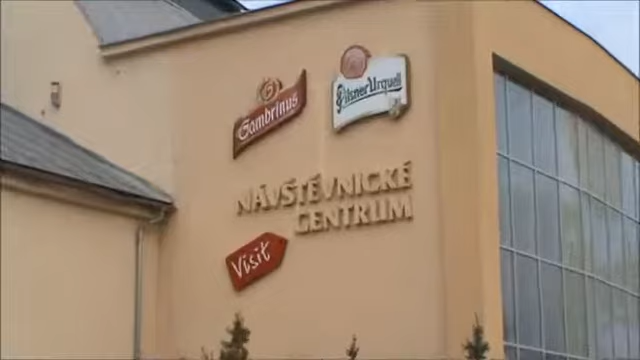 Gambrinus
Pilsner Urquell
NÁVŠTĚVNICKÉ
CENTRUM
Visit